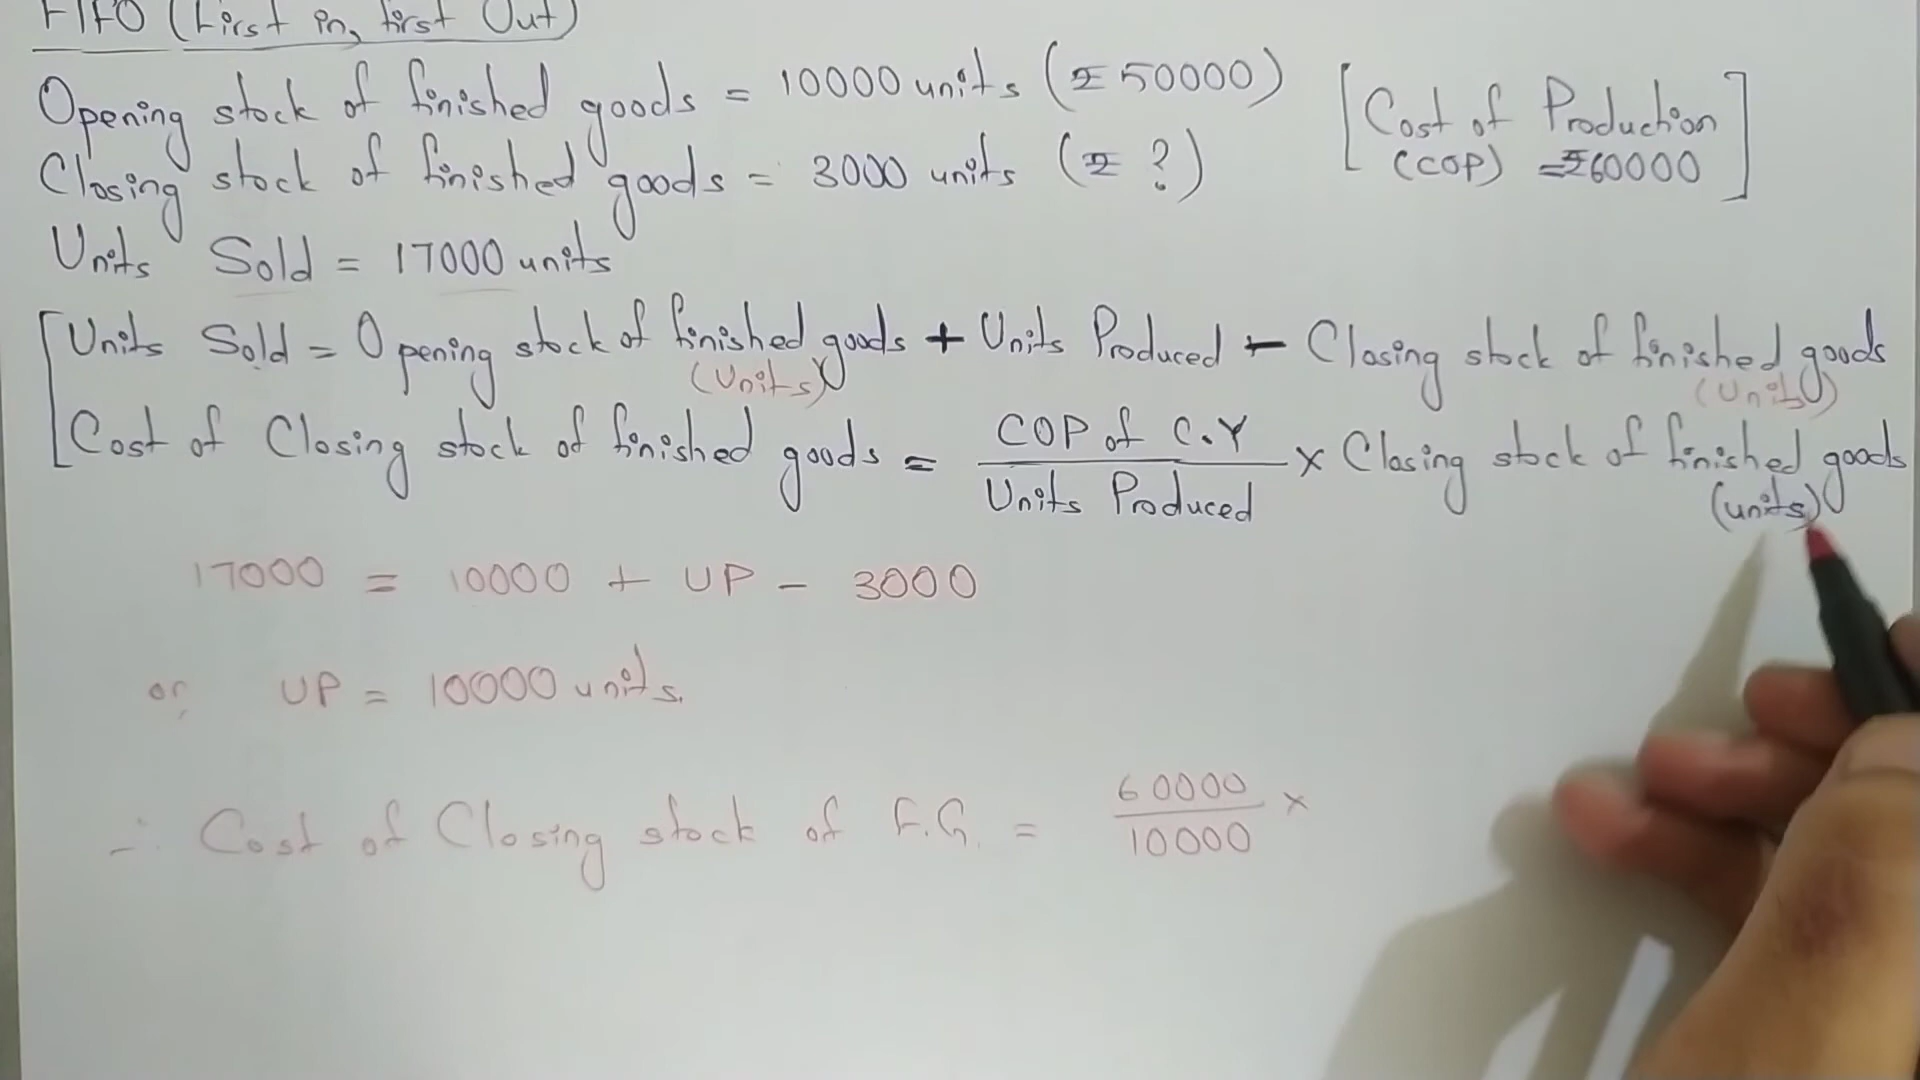 FIFO (First in, first Out)
Opening stock of finished goods = 10000 units (₹ 50000)
[Cost of Production
Closing stock of finished goods = 3000 units (₹ ?)
(COP) = ₹60000]
Units Sold = 17000 units
[Units Sold = Opening stock of finished goods + Units Produced - Closing stock of finished goods
(Units)
(Units)
[Cost of Closing stock of finished goods = COP of C.Y × Closing stock of finished goods
Units Produced
(units)
17000 = 10000 + UP - 3000
or, UP = 10000 units.
∴ Cost of Closing stock of F.G. = 60000 ×
10000